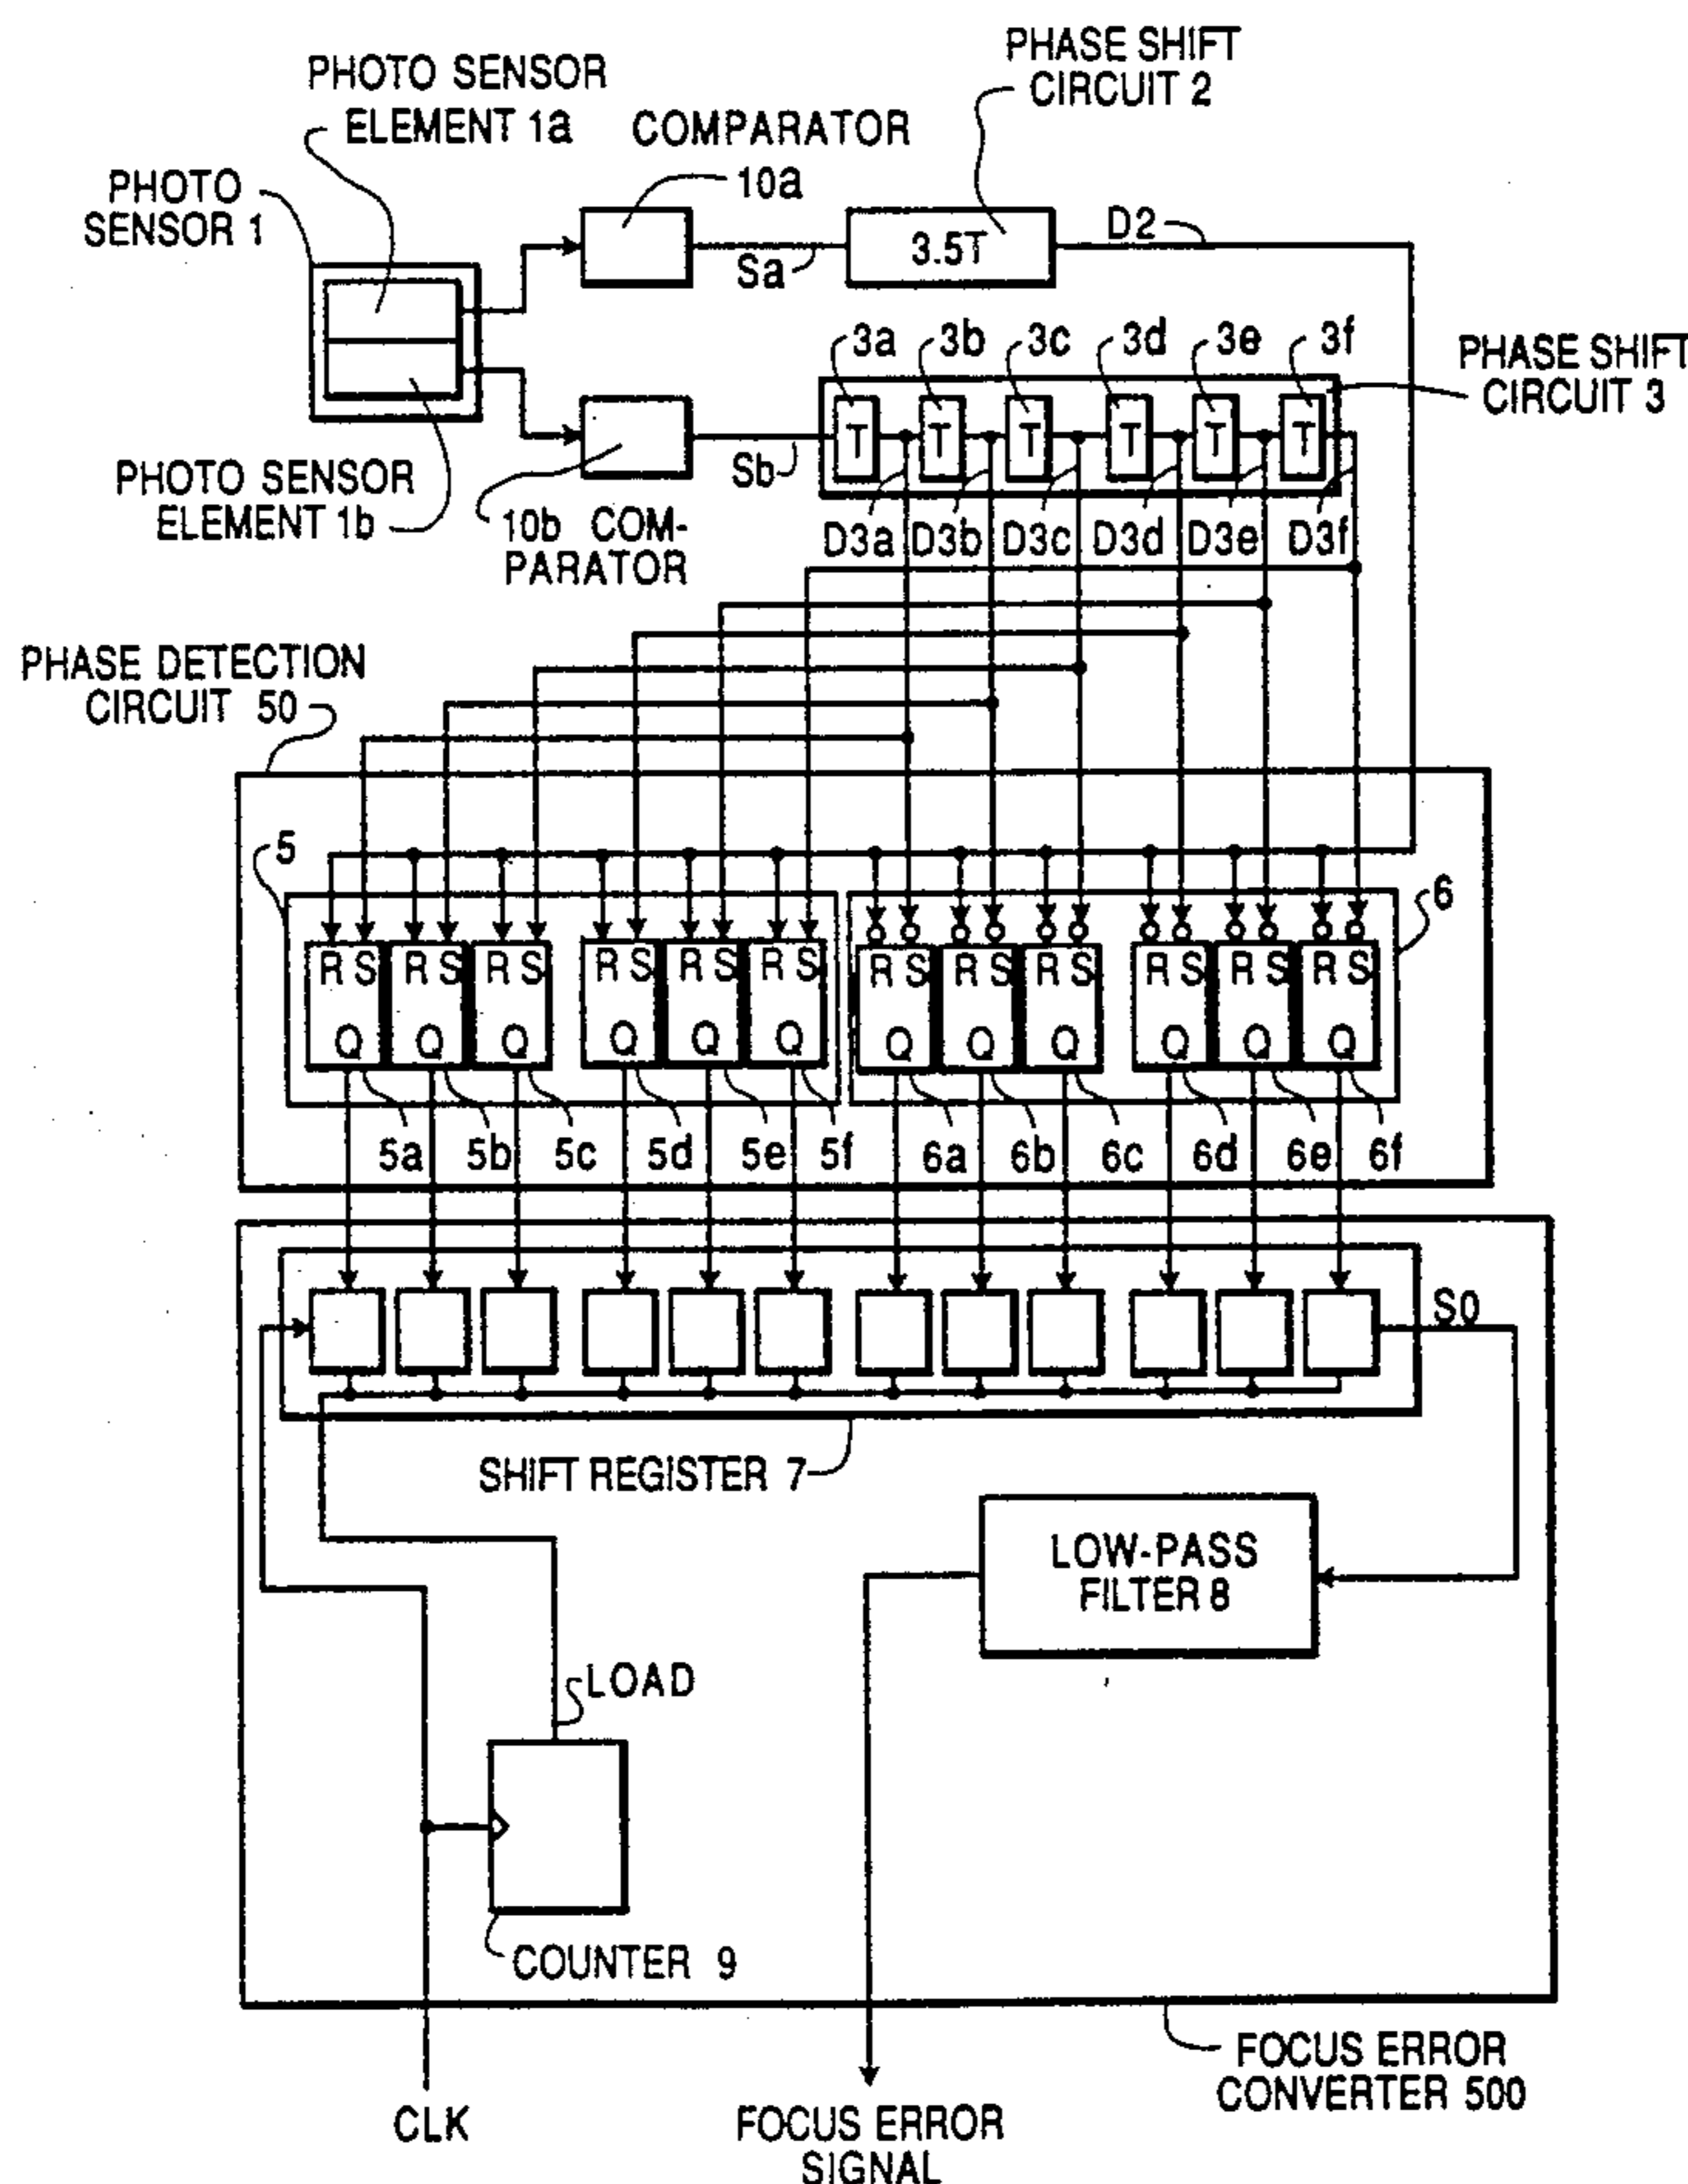 PHASE SHIFT
CIRCUIT 2
PHOTO SENSOR
ELEMENT 1a
COMPARATOR
10a
PHOTO
SENSOR 1
Sa
3.5T
D2
3a
3b
3c
3d
3e
3f
PHASE SHIFT
CIRCUIT 3
T
T
T
T
T
T
Sb
PHOTO SENSOR
ELEMENT 1b
10b COM-
PARATOR
D3a
D3b
D3c
D3d
D3e
D3f
PHASE DETECTION
CIRCUIT 50
5
6
R S R S R S R S R S R S R S R S R S R S R S R S
Q Q Q Q Q Q Q Q Q Q Q Q
5a 5b 5c 5d 5e 5f 6a 6b 6c 6d 6e 6f
S0
SHIFT REGISTER 7
LOW-PASS
FILTER 8
LOAD
COUNTER 9
CLK
FOCUS ERROR
SIGNAL
FOCUS ERROR
CONVERTER 500